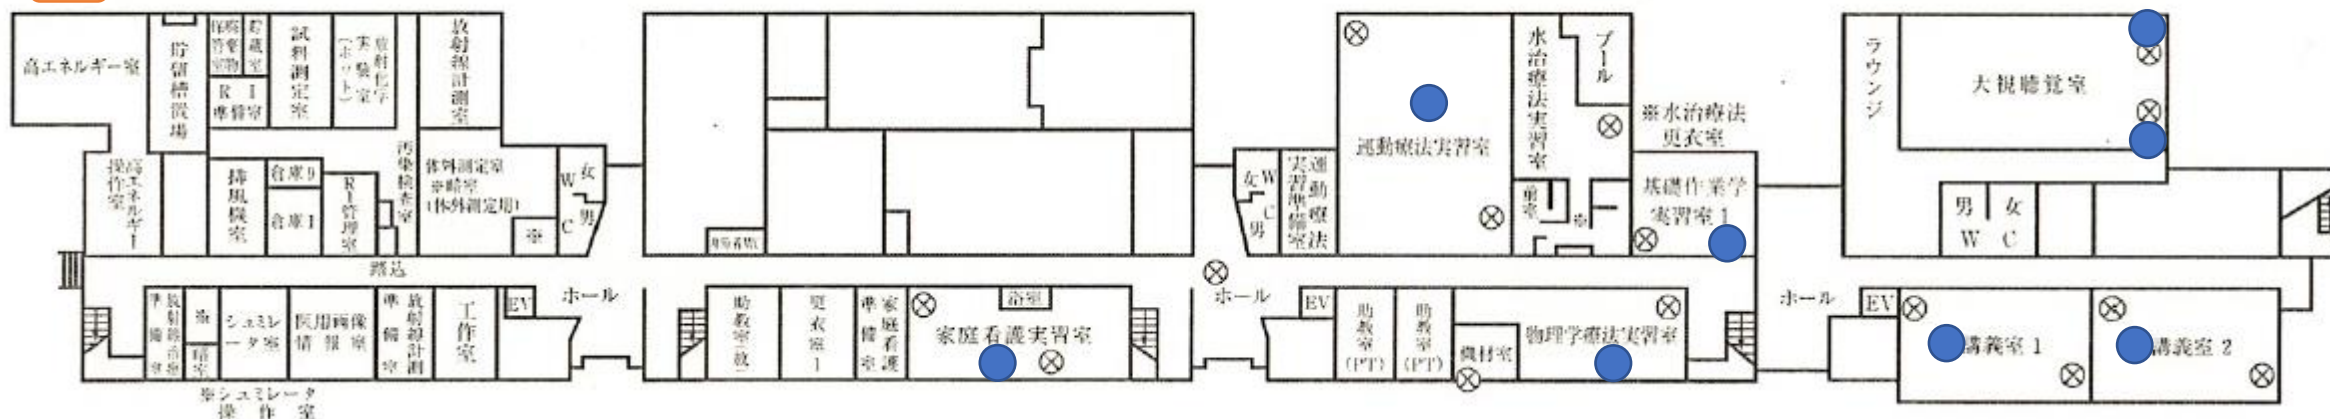 高エネルギー室
貯留槽置場
保管室
廃棄物
貯蔵室
RI
準備室
試料測定室
放射化学
実験室
(ホット)
放射線計測室
高エネルギー
操作室
排風機室
倉庫9
倉庫1
RI管理室
汚染検査室
体外測定室
※暗室
(体外測定用)
※
女
W
C
男
女
W
C
男
運動療法
実習準備室
運動療法実習室
水治療法実習室
プール
前室
※
※水治療法
更衣室
基礎作業学
実習室1
ラウンジ
大視聴覚室
男
女
W
C
踏込
準備室
※
暗室
シュミレ
ータ室
医用画像
情報室
放射線計測
準備室
工作室
EV
ホール
助教室(放)
更衣室1
家庭看護
準備室
家庭看護実習室
浴室
ホール
EV
助教室
(PT)
助教室
(PT)
機材室
物理学療法実習室
ホール
EV
講義室1
講義室2
※シュミレータ
操作室